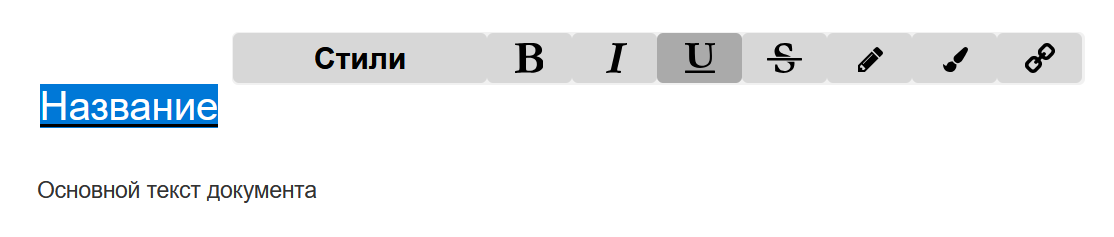 Стили B I U S
Название
Основной текст документа